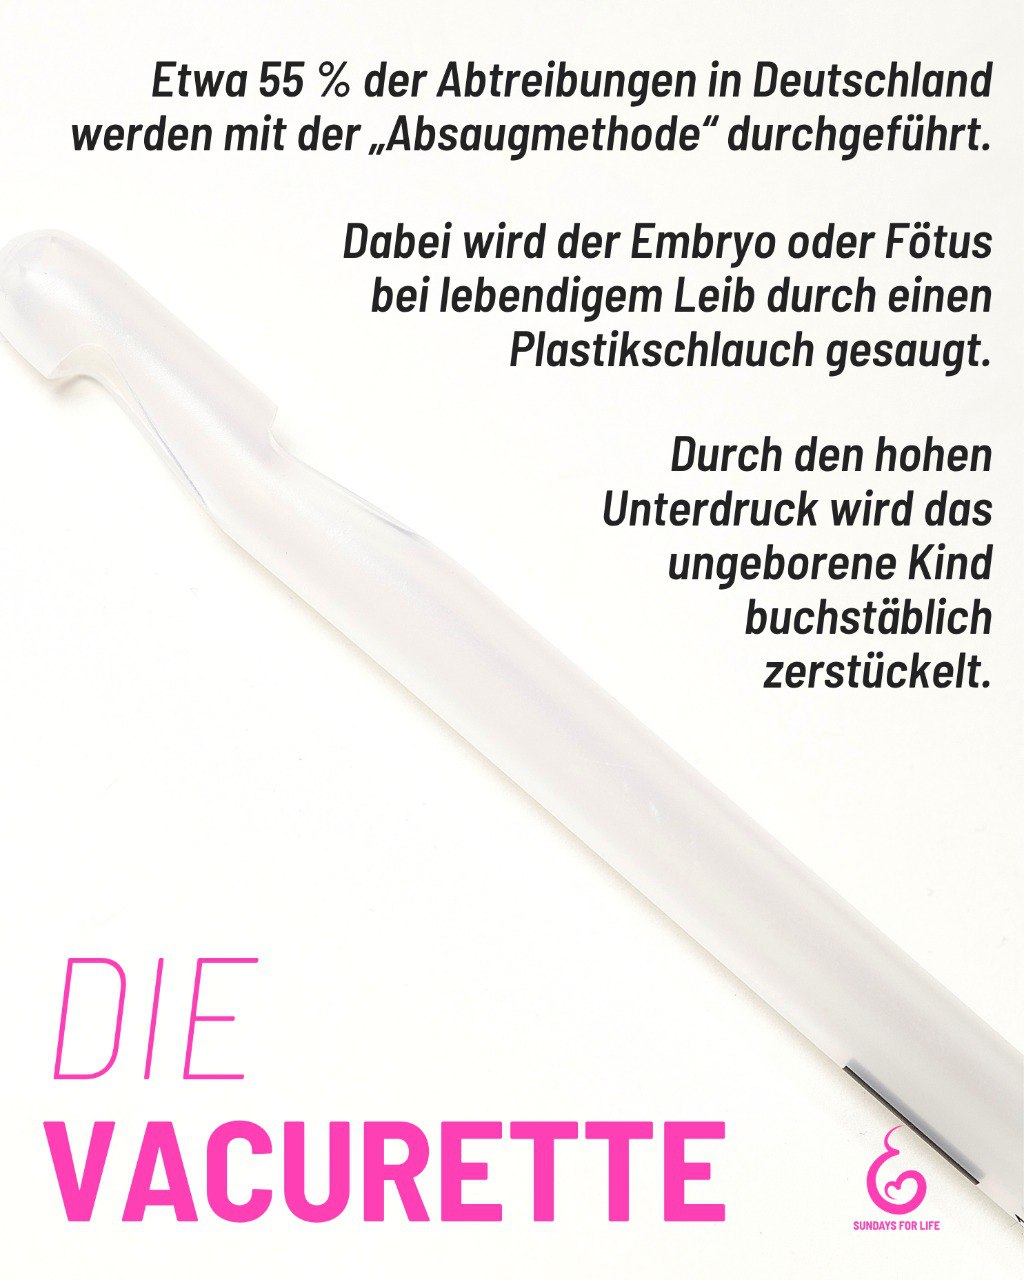 Etwa 55 % der Abtreibungen in Deutschland
werden mit der „Absaugmethode“ durchgeführt.
Dabei wird der Embryo oder Fötus
bei lebendigem Leib durch einen
Plastikschlauch gesaugt.
Durch den hohen
Unterdruck wird das
ungeborene Kind
buchstäblich
zerstückelt.
DIE
VACURETTE
SUNDAYS FOR LIFE